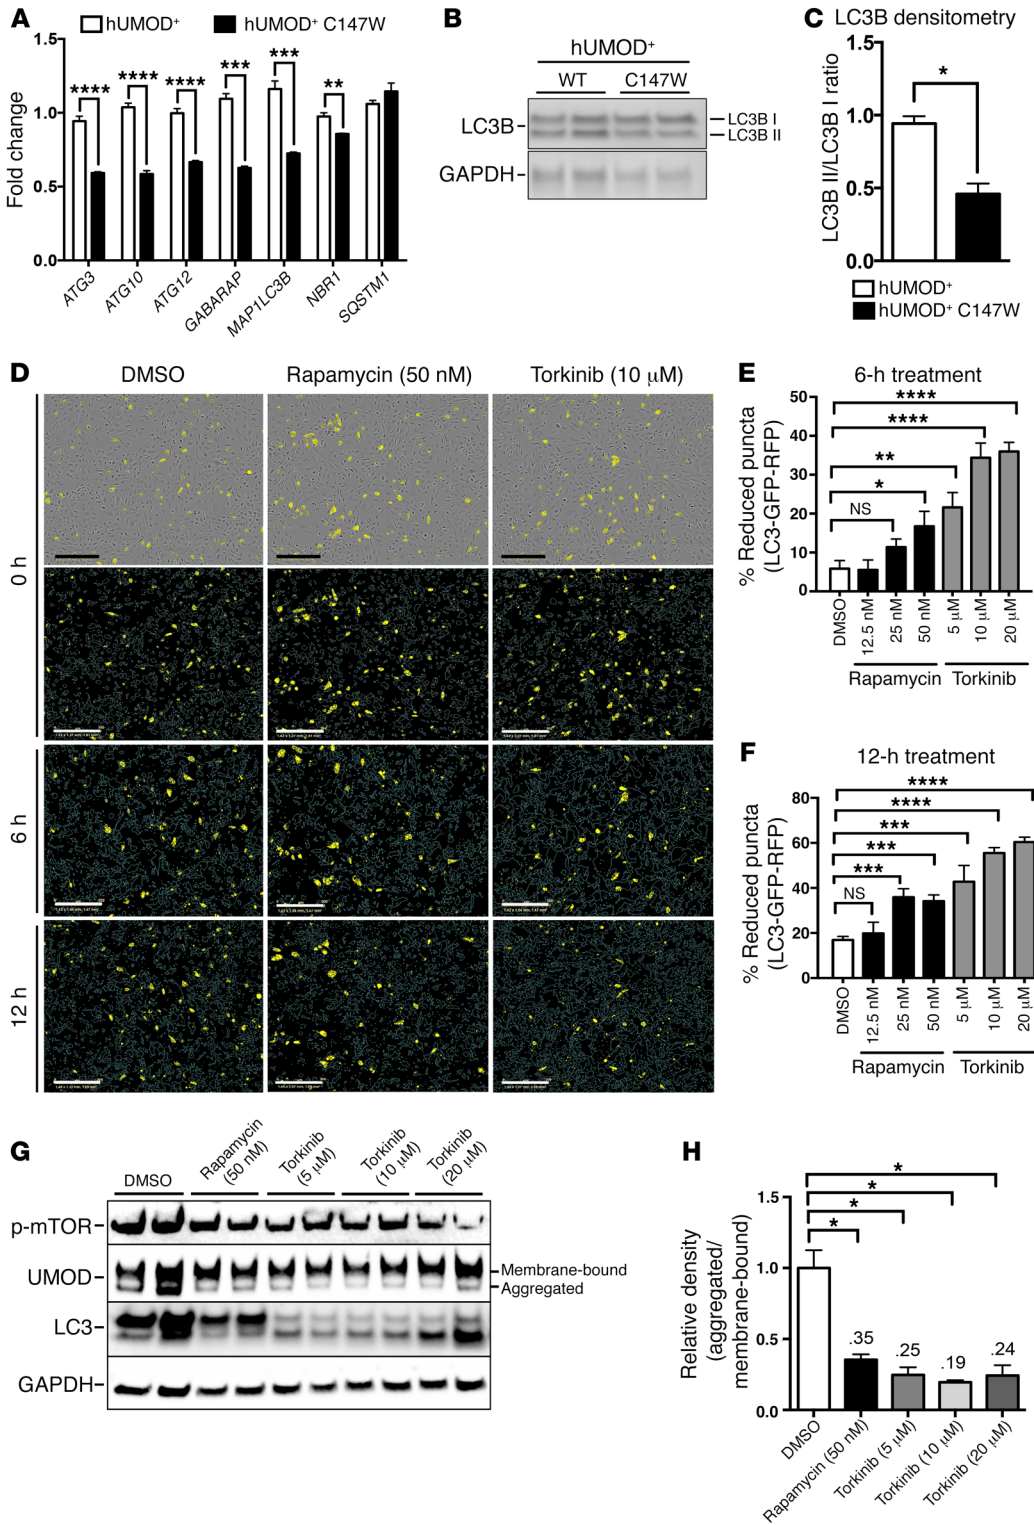 A
hUMOD⁺
hUMOD⁺ C147W
Fold change
1.5
1.0
0.5
0.0
****
****
****
***
***
**
ATG3
ATG10
ATG12
GABARAP
MAP1LC3B
NBR1
SQSTM1
B
hUMOD⁺
WT
C147W
LC3B
LC3B I
LC3B II
GAPDH
C
LC3B densitometry
LC3B II/LC3B I ratio
1.5
1.0
0.5
0.0
*
hUMOD⁺
hUMOD⁺ C147W
D
DMSO
Rapamycin (50 nM)
Torkinib (10 μM)
0 h
6 h
12 h
E
6-h treatment
% Reduced puncta
(LC3-GFP-RFP)
50
40
30
20
10
0
****
****
**
*
NS
DMSO
12.5 nM
25 nM
50 nM
5 μM
10 μM
20 μM
Rapamycin
Torkinib
F
12-h treatment
% Reduced puncta
(LC3-GFP-RFP)
80
60
40
20
0
****
****
***
***
***
NS
DMSO
12.5 nM
25 nM
50 nM
5 μM
10 μM
20 μM
Rapamycin
Torkinib
G
DMSO
Rapamycin
(50 nM)
Torkinib
(5 μM)
Torkinib
(10 μM)
Torkinib
(20 μM)
p-mTOR
UMOD
Membrane-bound
Aggregated
LC3
GAPDH
H
Relative density
(aggregated/
membrane-bound)
1.5
1.0
0.5
0.0
*
*
*
*
.35
.25
.19
.24
DMSO
Rapamycin (50 nM)
Torkinib (5 μM)
Torkinib (10 μM)
Torkinib (20 μM)